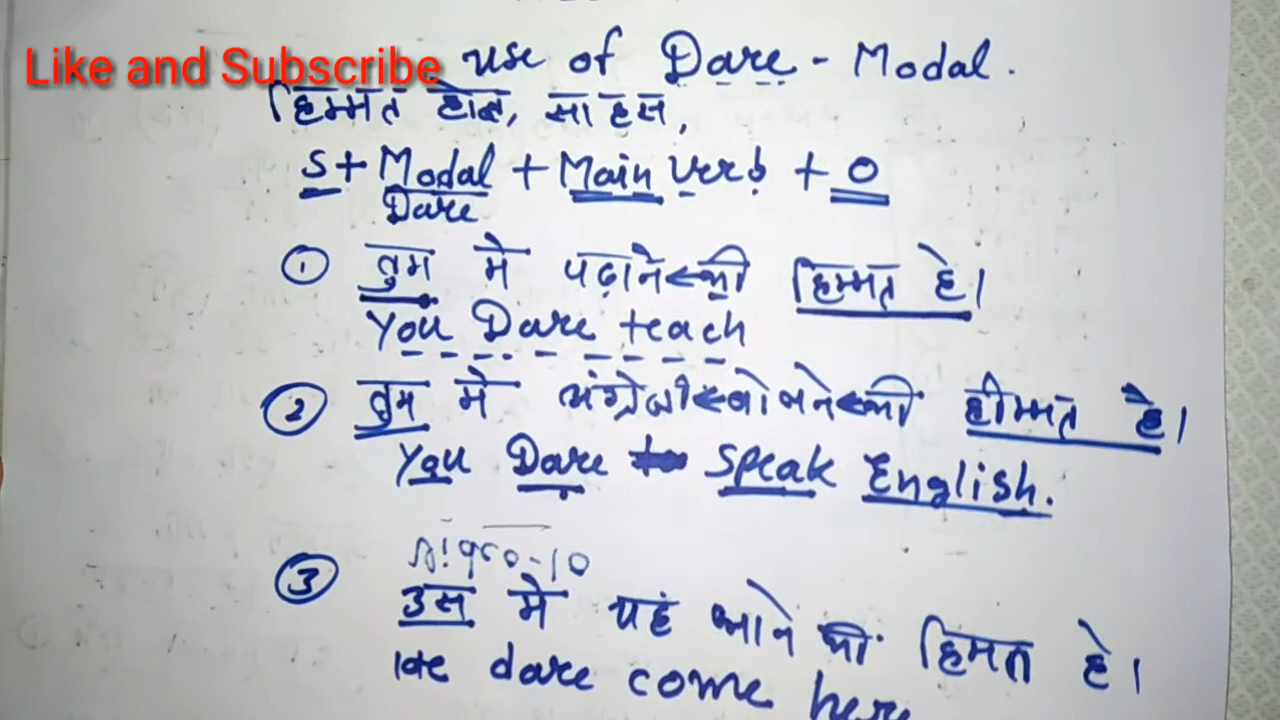 Like and Subscribe
use of Dare - Modal.
हिम्मत होना, साहस,
S + Modal + Main Verb + O
Dare
① तुम मे पढ़ाने की हिम्मत है।
You Dare teach
② तुम मे अंग्रेजी बोलने की हीम्मत है।
You Dare Speak English.
③
उस मे यहं आने की हिमत हे।
He dare come here